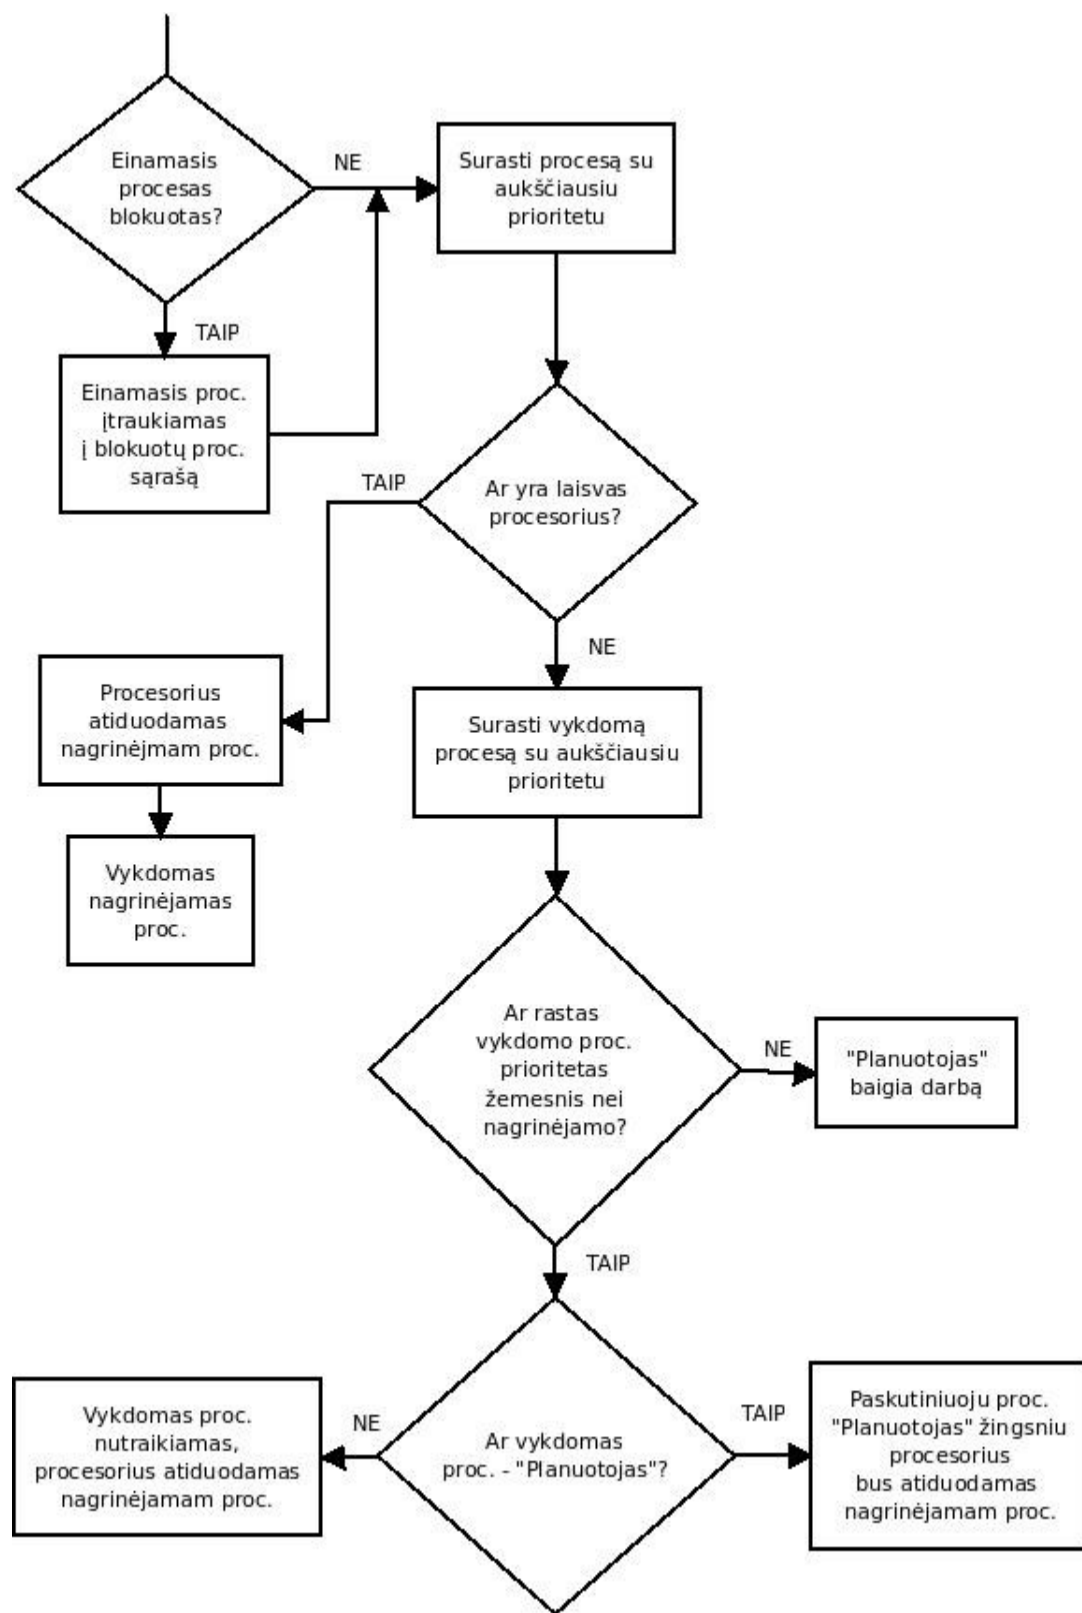 Einamasis
procesas
blokuotas?
NE
Surasti procesą su
aukščiausiu
prioritetu
TAIP
Einamasis proc.
įtraukiamas
į blokuotų proc.
sąrašą
TAIP
Ar yra laisvas
procesorius?
NE
Procesorius
atiduodamas
nagrinėjmam proc.
Surasti vykdomą
procesą su aukščiausiu
prioritetu
Vykdomas
nagrinėjamas
proc.
Ar rastas
vykdomo proc.
prioritetas
žemesnis nei
nagrinėjamo?
NE
"Planuotojas"
baigia darbą
TAIP
Vykdomas proc.
nutraikiamas,
procesorius atiduodamas
nagrinėjamam proc.
NE
Ar vykdomas
proc. - "Planuotojas"?
TAIP
Paskutiniuoju proc.
"Planuotojas" žingsniu
procesorius
bus atiduodamas
nagrinėjamam proc.